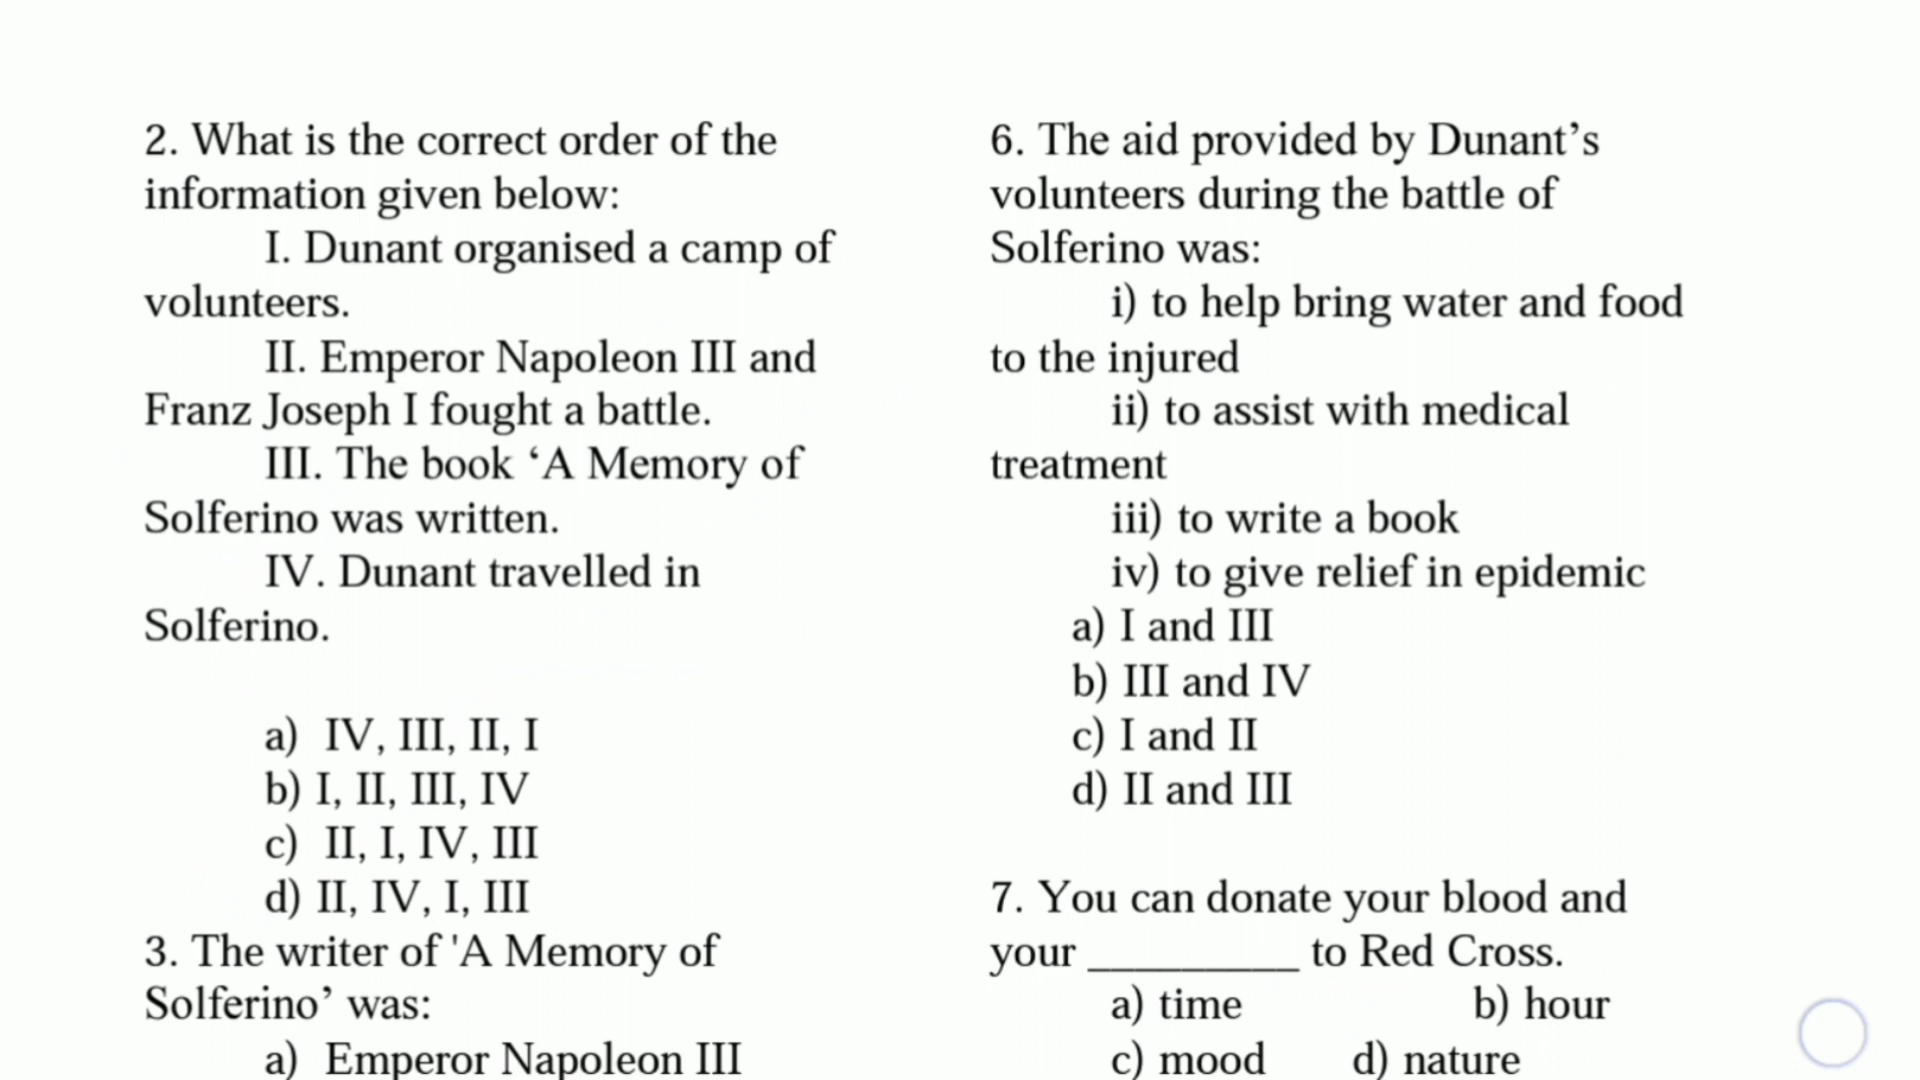 2. What is the correct order of the
information given below:
I. Dunant organised a camp of
volunteers.
II. Emperor Napoleon III and
Franz Joseph I fought a battle.
III. The book ‘A Memory of
Solferino was written.
IV. Dunant travelled in
Solferino.
a) IV, III, II, I
b) I, II, III, IV
c) II, I, IV, III
d) II, IV, I, III
3. The writer of 'A Memory of
Solferino’ was:
a) Emperor Napoleon III
6. The aid provided by Dunant’s
volunteers during the battle of
Solferino was:
i) to help bring water and food
to the injured
ii) to assist with medical
treatment
iii) to write a book
iv) to give relief in epidemic
a) I and III
b) III and IV
c) I and II
d) II and III
7. You can donate your blood and
your _________ to Red Cross.
a) time b) hour
c) mood d) nature